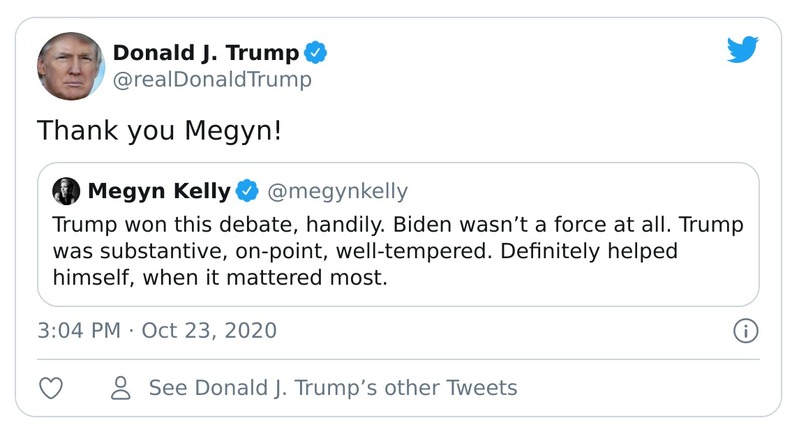 Donald J. Trump
@realDonaldTrump
Thank you Megyn!
Megyn Kelly @megynkelly
Trump won this debate, handily. Biden wasn’t a force at all. Trump
was substantive, on-point, well-tempered. Definitely helped
himself, when it mattered most.
3:04 PM · Oct 23, 2020
See Donald J. Trump’s other Tweets